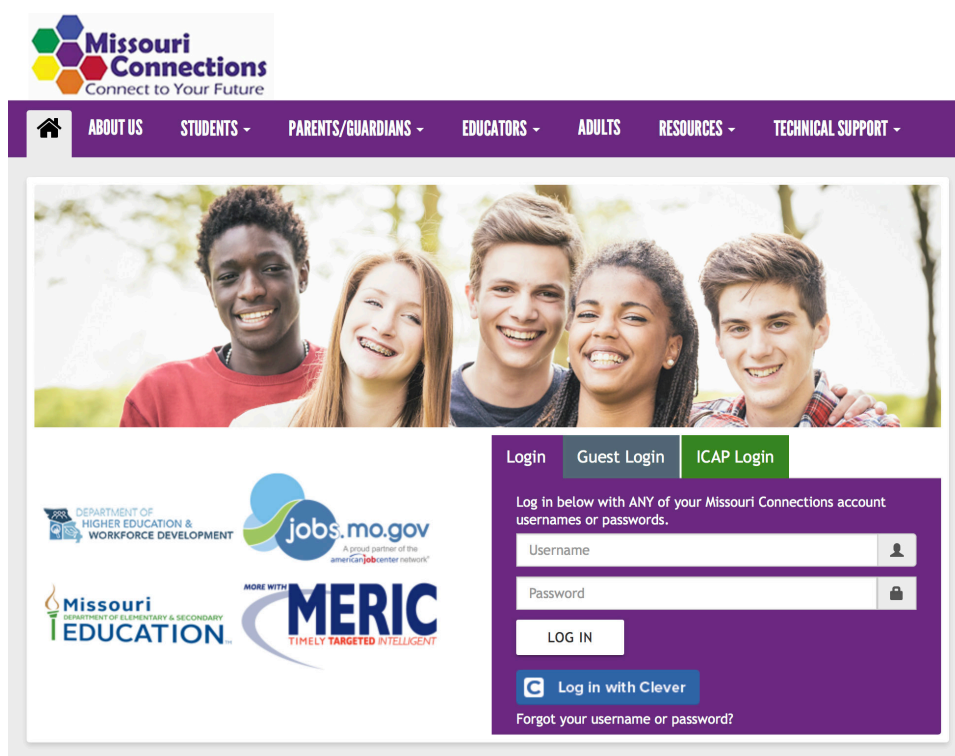 Missouri
Connections
Connect to Your Future
ABOUT US STUDENTS PARENTS/GUARDIANS EDUCATORS ADULTS RESOURCES TECHNICAL SUPPORT
Login Guest Login ICAP Login
Log in below with ANY of your Missouri Connections account
usernames or passwords.
Username
Password
LOG IN
C Log in with Clever
Forgot your username or password?
DEPARTMENT OF
HIGHER EDUCATION &
WORKFORCE DEVELOPMENT
jobs.mo.gov
A proud partner of the
americanjobcenter network®
Missouri
DEPARTMENT OF ELEMENTARY & SECONDARY
EDUCATION™
MORE WITH
MERIC
TIMELY TARGETED INTELLIGENT